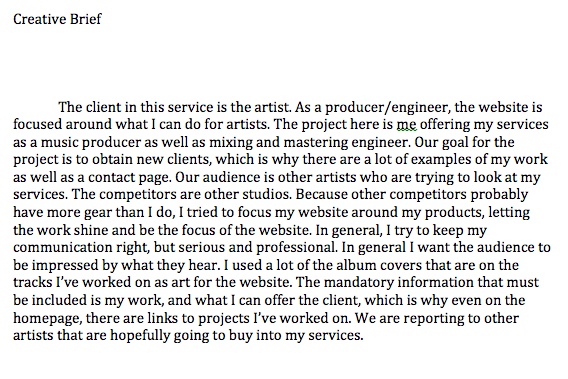 Creative Brief
The client in this service is the artist. As a producer/engineer, the website is
focused around what I can do for artists. The project here is me offering my services
as a music producer as well as mixing and mastering engineer. Our goal for the
project is to obtain new clients, which is why there are a lot of examples of my work
as well as a contact page. Our audience is other artists who are trying to look at my
services. The competitors are other studios. Because other competitors probably
have more gear than I do, I tried to focus my website around my products, letting
the work shine and be the focus of the website. In general, I try to keep my
communication right, but serious and professional. In general I want the audience to
be impressed by what they hear. I used a lot of the album covers that are on the
tracks I've worked on as art for the website. The mandatory information that must
be included is my work, and what I can offer the client, which is why even on the
homepage, there are links to projects I've worked on. We are reporting to other
artists that are hopefully going to buy into my services.